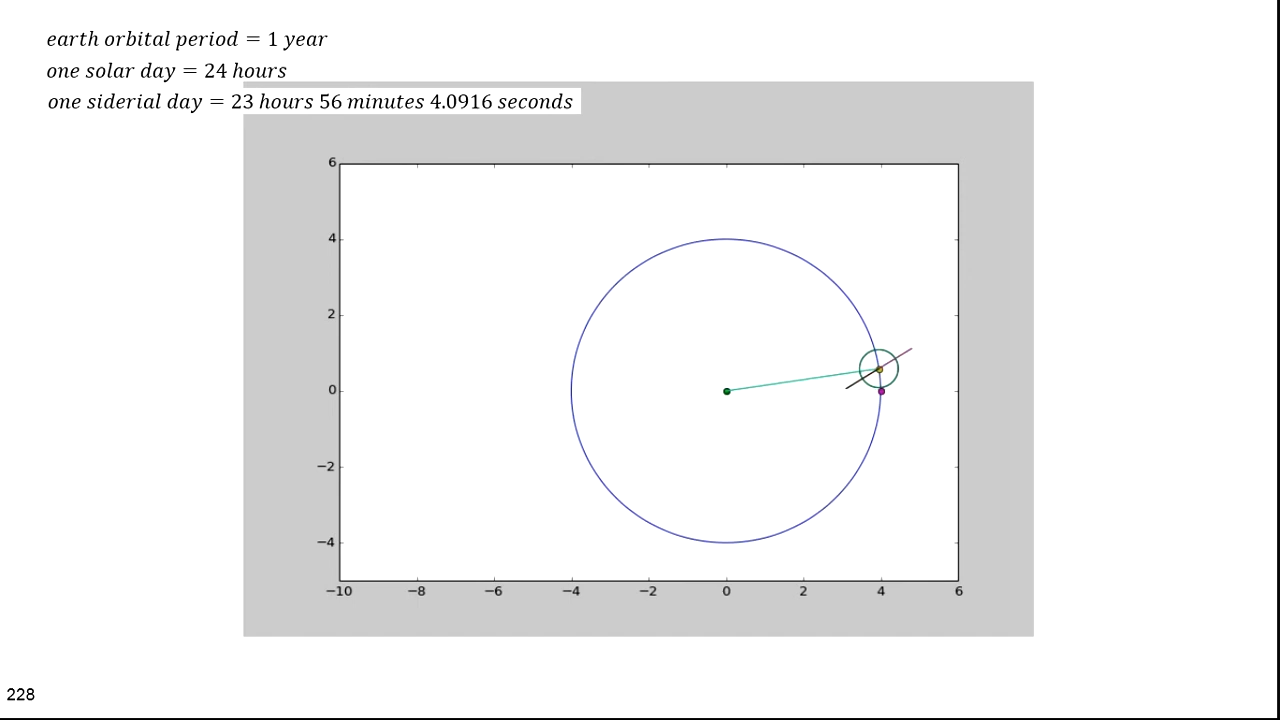 earth orbital period = 1 year
one solar day = 24 hours
one siderial day = 23 hours 56 minutes 4.0916 seconds
6
4
2
0
−2
−4
−10 −8 −6 −4 −2 0 2 4 6
228